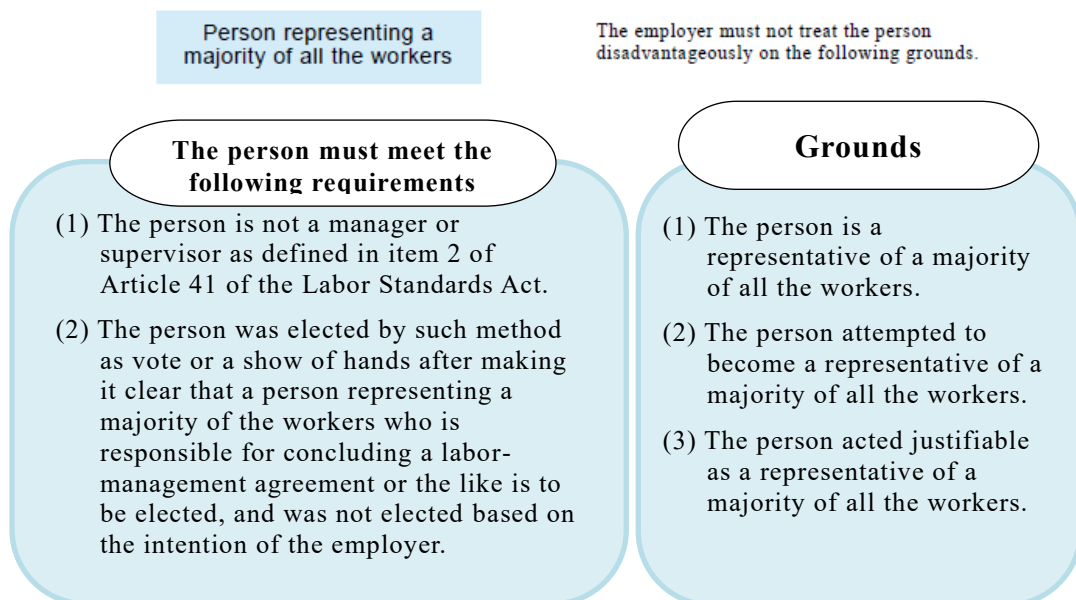 Person representing a
majority of all the workers
The employer must not treat the person
disadvantageously on the following grounds.
The person must meet the
following requirements
(1) The person is not a manager or
supervisor as defined in item 2 of
Article 41 of the Labor Standards Act.
(2) The person was elected by such method
as vote or a show of hands after making
it clear that a person representing a
majority of the workers who is
responsible for concluding a labor-
management agreement or the like is to
be elected, and was not elected based on
the intention of the employer.
Grounds
(1) The person is a
representative of a majority
of all the workers.
(2) The person attempted to
become a representative of a
majority of all the workers.
(3) The person acted justifiable
as a representative of a
majority of all the workers.